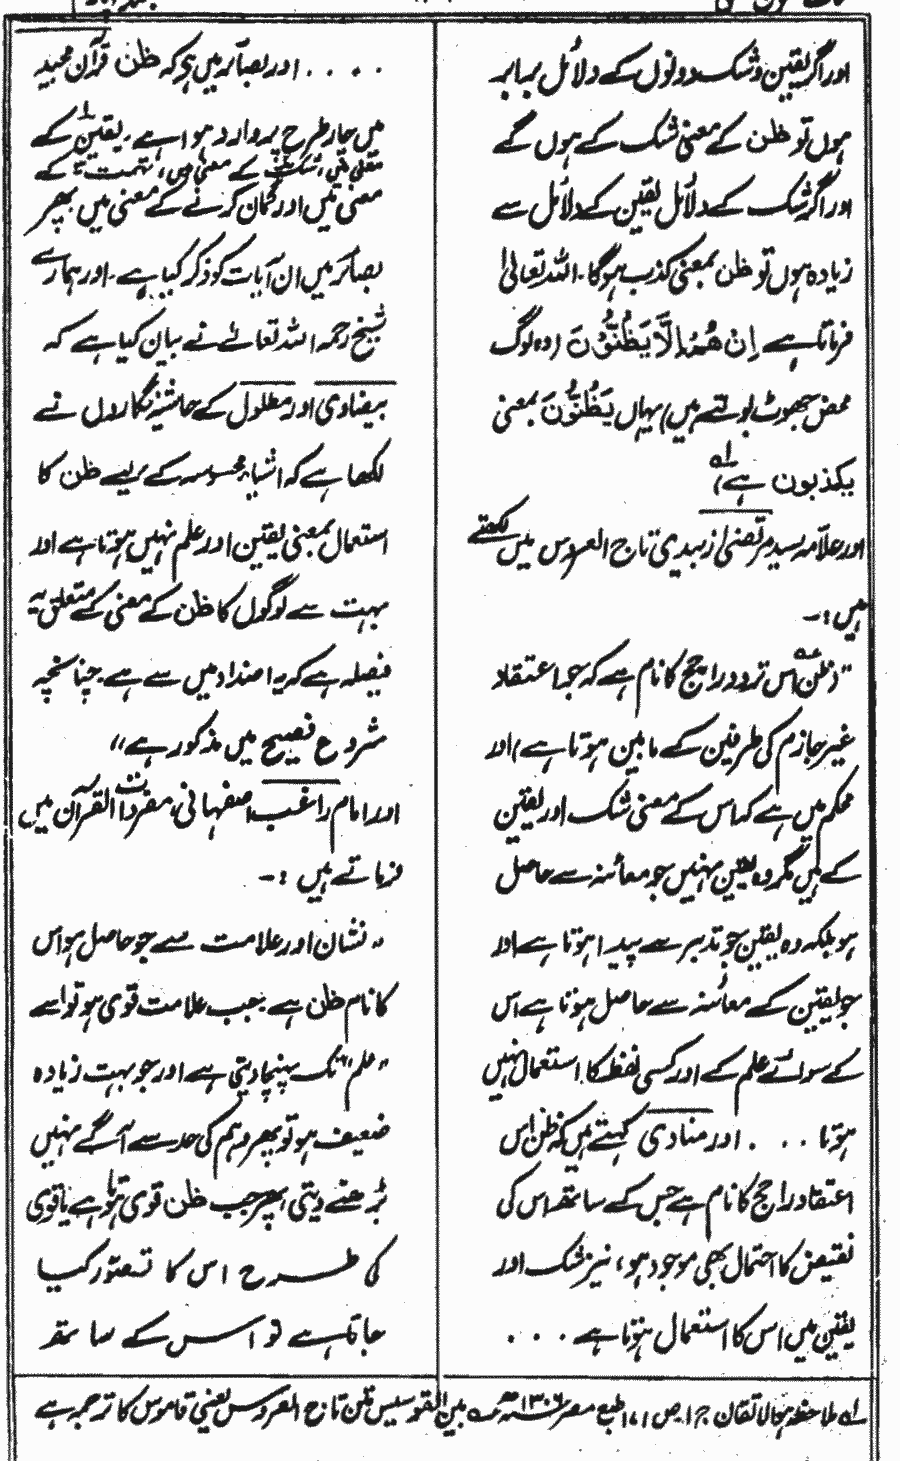 اور اگر یقین و شک دونوں کے دلائل برابر
ہوں تو ظن کے معنی شک کے ہوں گے
اور اگر شک کے دلائل یقین کے دلائل سے
زیادہ ہوں تو ظن بمعنی کذب ہوگا۔ اللہ تعالیٰ
فرماتا ہے اِنْ هُمْ اِلَّا يَظُنُّوْنَ (وہ لوگ
محض جھوٹ بولتے ہیں) یہاں يَظُنُّوْنَ بمعنی
یکذبون ہے ۱ھ
اور علامہ سید مرتضیٰ زبیدی تاج العروس میں لکھتے
ہیں :۔
"ظن اس تردد راجح کا نام ہے کہ جو اعتقاد
غیر جازم کی طرفین کے مابین ہوتا ہے) اور
محکم میں ہے کہ اس کے معنی شک اور یقین
کے ہیں مگر وہ یقین نہیں جو معائنہ سے حاصل
ہو بلکہ وہ یقین جو تدبر سے پیدا ہوتا ہے اور
جو یقین کے معائنہ سے حاصل ہوتا ہے اس
کے سوائے علم کے اور کسی لفظ کا استعمال نہیں
ہوتا . . . اور مناوی کہتے ہیں کہ ظن اس
اعتقاد راجح کا نام ہے جس کے ساتھ اس کی
نقیض کا احتمال بھی موجود ہو، نیز شک اور
یقین میں اس کا استعمال ہوتا ہے . . .
. . . . اور بصائر میں ہے کہ ظن قرآن مجید
میں چار طرح پر وارد ہوا ہے۔ یقین کے
معنی میں، شک کے معنی میں، تہمت کے
معنی میں اور گمان کرنے کے معنی میں پھر
بصائر میں ان آیات کو ذکر کیا ہے۔ اور ہمارے
شیخ رحمہ اللہ تعالےٰ نے بیان کیا ہے کہ
بیضاوی اور مطول کے حاشیہ نگاروں نے
لکھا ہے کہ اشیاء محسوسہ کے لیے ظن کا
استعمال بمعنی یقین اور علم نہیں ہوتا ہے اور
بہت سے لوگوں کا ظن کے معنی کے متعلق یہ
فیصلہ ہے کہ یہ اضداد میں سے ہے۔ چنانچہ
شروح فصیح میں مذکور ہے"
اور امام راغب اصفہانی، مفردات القرآن میں
فرماتے ہیں :۔
"نشان اور علامت سے جو حاصل ہو اس
کا نام ظن ہے جب علامت قوی ہو تو اسے
"علم" تک پہنچا دیتی ہے اور جو بہت زیادہ
ضعیف ہو تو پھر وہم کی حد سے آگے نہیں
بڑھنے دیتی، پھر جب ظن قوی ہوتا ہے یا قوی
کی طرح اس کا تصور کیا
جاتا ہے تو اس کے ساتھ
لہ ملاحظہ ہو الاتقان ج ۱ ص ۱، طبع مصر ۱۳۰۶ھ بین القوسین متن تاج العروس یعنی قاموس کا ترجمہ ہے